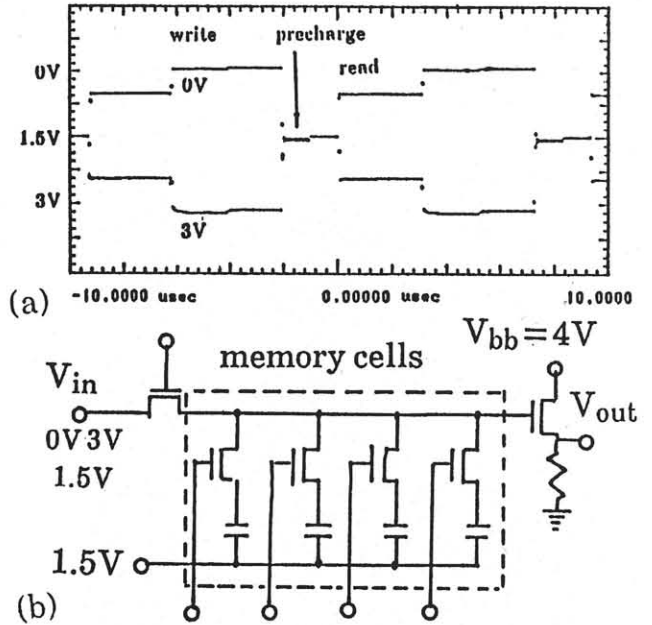 write precharge
0V rend
0V
1.5V
3V
3V
(a) -10.0000 usec 0.00000 usec 10.0000
Vbb=4V
memory cells
Vin
Vout
0V 3V
1.5V
1.5V
(b)